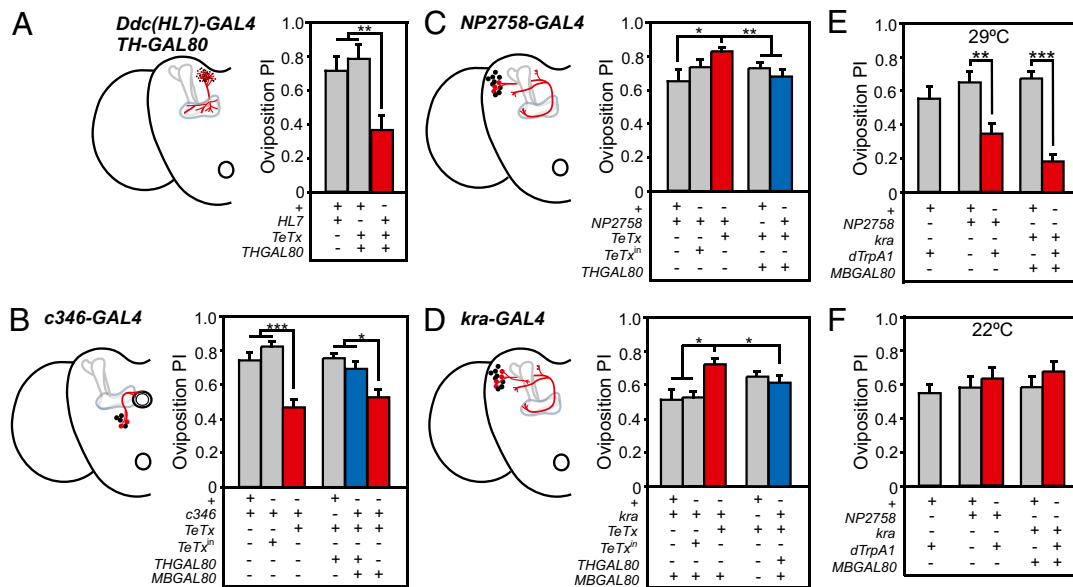 A
Ddc(HL7)-GAL4
TH-GAL80
Oviposition PI
1.0
0.8
0.6
0.4
0.2
0
**
+ + + -
HL7 + - +
TeTx - + +
THGAL80 - + +
B
c346-GAL4
Oviposition PI
1.0
0.8
0.6
0.4
0.2
0
***
*
+ + + - + - -
c346 + + + - + +
TeTx - - + + + +
TeTxin - + - - - -
THGAL80 - - - + + -
MBGAL80 - - - + + +
C
NP2758-GAL4
Oviposition PI
1.0
0.8
0.6
0.4
0.2
0
*
**
+ + + - + -
NP2758 + + + - +
TeTx - - + + +
TeTxin - + - - -
THGAL80 - - - + +
D
kra-GAL4
Oviposition PI
1.0
0.8
0.6
0.4
0.2
0
*
*
+ + + - + -
kra + + + - +
TeTx - - + + +
TeTxin - + - - -
THGAL80 - - - - +
MBGAL80 + + + - +
E
29ºC
Oviposition PI
1.0
0.8
0.6
0.4
0.2
0
**
***
+ + + - + -
NP2758 - + + - -
kra - - - + +
dTrpA1 + - + - +
MBGAL80 - - - + +
F
22ºC
Oviposition PI
1.0
0.8
0.6
0.4
0.2
0
+ + + - + -
NP2758 - + + - -
kra - - - + +
dTrpA1 + - + - +
MBGAL80 - - - + +